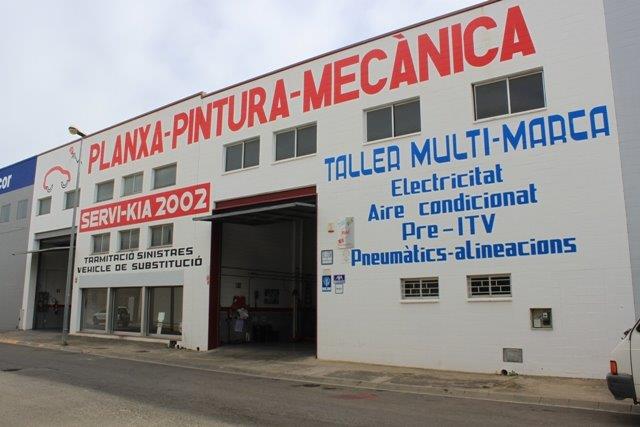 cor
PLANXA-PINTURA-MECÀNICA
SERVI-KIA 2002
TRAMITACIÓ SINISTRES
VEHICLE DE SUBSTITUCIÓ
TALLER MULTI-MARCA
Electricitat
Aire condicionat
Pre-ITV
Pneumàtics-alineacions